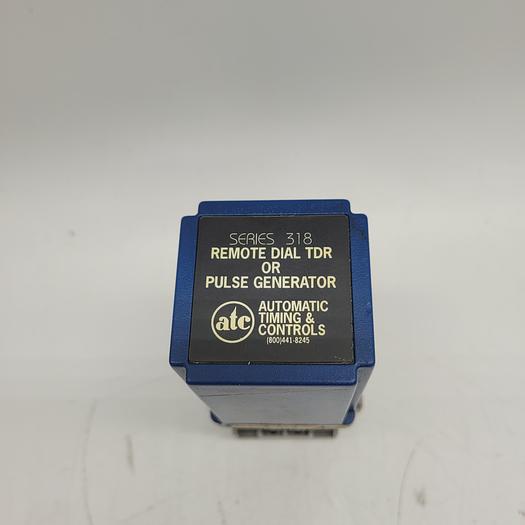 SERIES 318
REMOTE DIAL TDR
OR
PULSE GENERATOR
atc
AUTOMATIC
TIMING &
CONTROLS
(800)441-8245